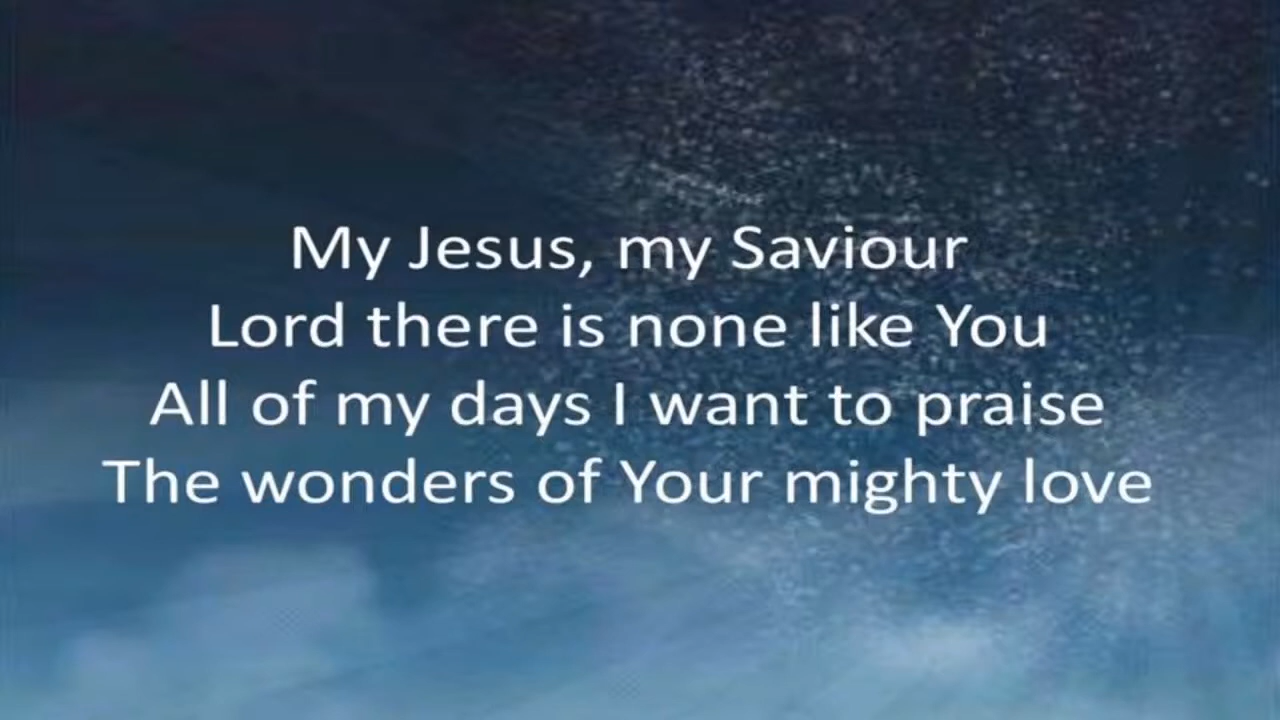 My Jesus, my Saviour
Lord there is none like You
All of my days I want to praise
The wonders of Your mighty love